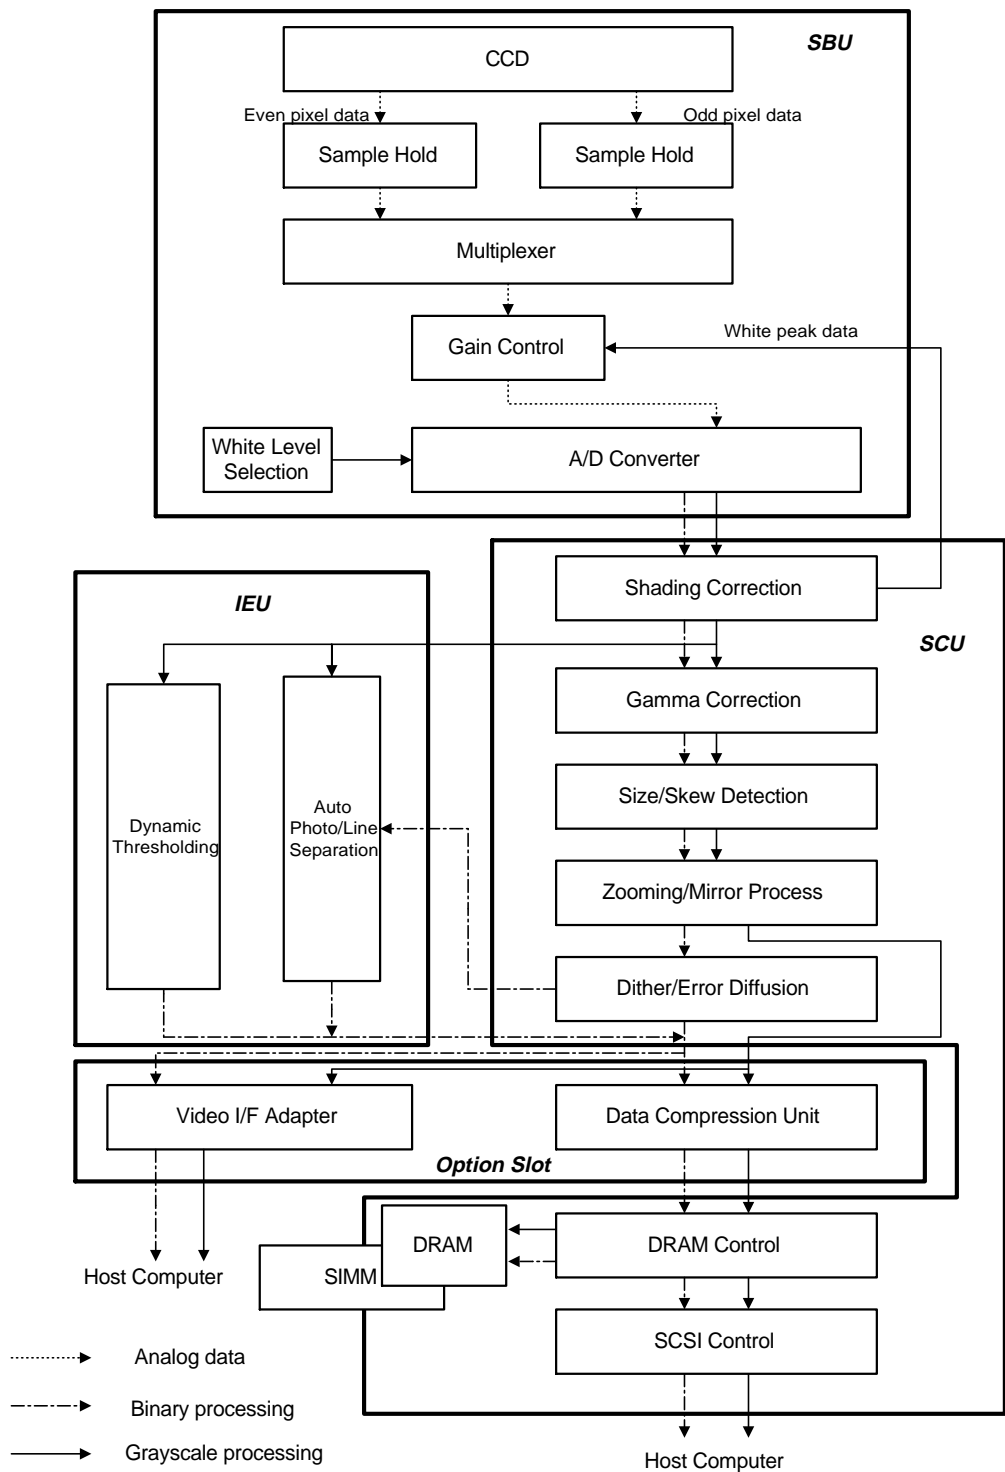 SBU
CCD
Even pixel data
Odd pixel data
Sample Hold
Sample Hold
Multiplexer
Gain Control
White peak data
White Level
Selection
A/D Converter
Shading Correction
IEU
SCU
Gamma Correction
Size/Skew Detection
Dynamic
Thresholding
Auto
Photo/Line
Separation
Zooming/Mirror Process
Dither/Error Diffusion
Video I/F Adapter
Data Compression Unit
Option Slot
DRAM
DRAM Control
SIMM
Host Computer
SCSI Control
Analog data
Binary processing
Grayscale processing
Host Computer